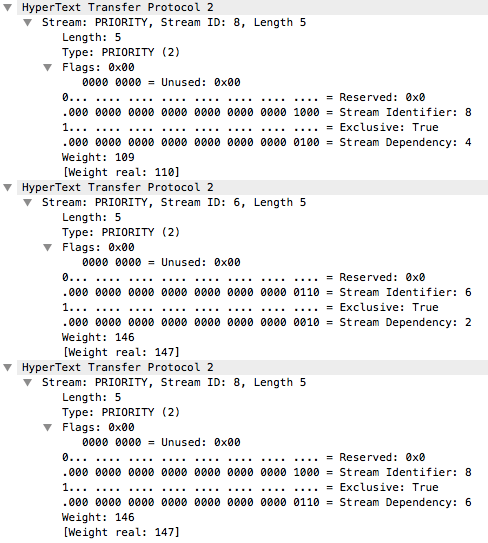 HyperText Transfer Protocol 2
Stream: PRIORITY, Stream ID: 8, Length 5
Length: 5
Type: PRIORITY (2)
Flags: 0x00
0000 0000 = Unused: 0x00
0... .... .... .... .... .... .... .... = Reserved: 0x0
.000 0000 0000 0000 0000 0000 0000 1000 = Stream Identifier: 8
1... .... .... .... .... .... .... .... = Exclusive: True
.000 0000 0000 0000 0000 0000 0000 0100 = Stream Dependency: 4
Weight: 109
[Weight real: 110]
HyperText Transfer Protocol 2
Stream: PRIORITY, Stream ID: 6, Length 5
Length: 5
Type: PRIORITY (2)
Flags: 0x00
0000 0000 = Unused: 0x00
0... .... .... .... .... .... .... .... = Reserved: 0x0
.000 0000 0000 0000 0000 0000 0000 0110 = Stream Identifier: 6
1... .... .... .... .... .... .... .... = Exclusive: True
.000 0000 0000 0000 0000 0000 0000 0010 = Stream Dependency: 2
Weight: 146
[Weight real: 147]
HyperText Transfer Protocol 2
Stream: PRIORITY, Stream ID: 8, Length 5
Length: 5
Type: PRIORITY (2)
Flags: 0x00
0000 0000 = Unused: 0x00
0... .... .... .... .... .... .... .... = Reserved: 0x0
.000 0000 0000 0000 0000 0000 0000 1000 = Stream Identifier: 8
1... .... .... .... .... .... .... .... = Exclusive: True
.000 0000 0000 0000 0000 0000 0000 0110 = Stream Dependency: 6
Weight: 146
[Weight real: 147]